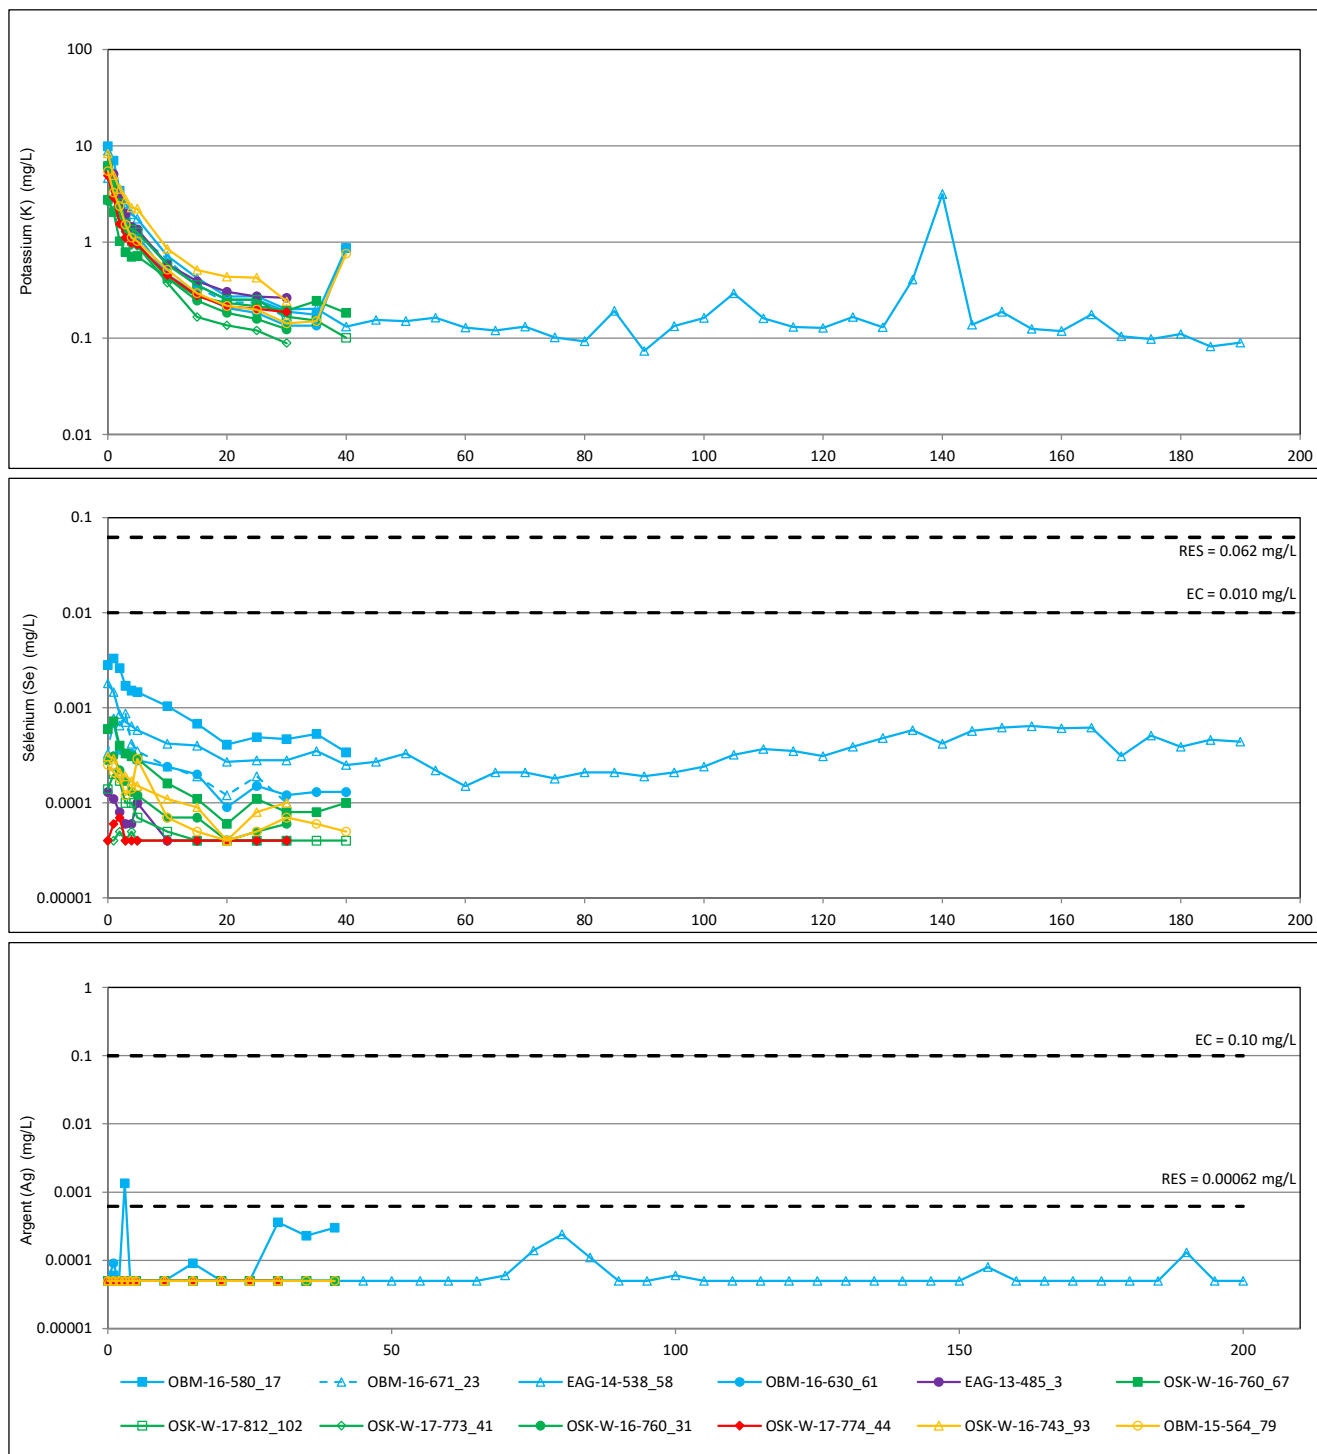 100
10
1
0.1
0.01
Potassium (K) (mg/L)
0 20 40 60 80 100 120 140 160 180 200
0.1
0.01
0.001
0.0001
0.00001
Sélénium (Se) (mg/L)
RES = 0.062 mg/L
EC = 0.010 mg/L
0 20 40 60 80 100 120 140 160 180 200
1
0.1
0.01
0.001
0.0001
0.00001
Argent (Ag) (mg/L)
EC = 0.10 mg/L
RES = 0.00062 mg/L
0 50 100 150 200
OBM-16-580_17 OBM-16-671_23 EAG-14-538_58 OBM-16-630_61 EAG-13-485_3 OSK-W-16-760_67
OSK-W-17-812_102 OSK-W-17-773_41 OSK-W-16-760_31 OSK-W-17-774_44 OSK-W-16-743_93 OBM-15-564_79